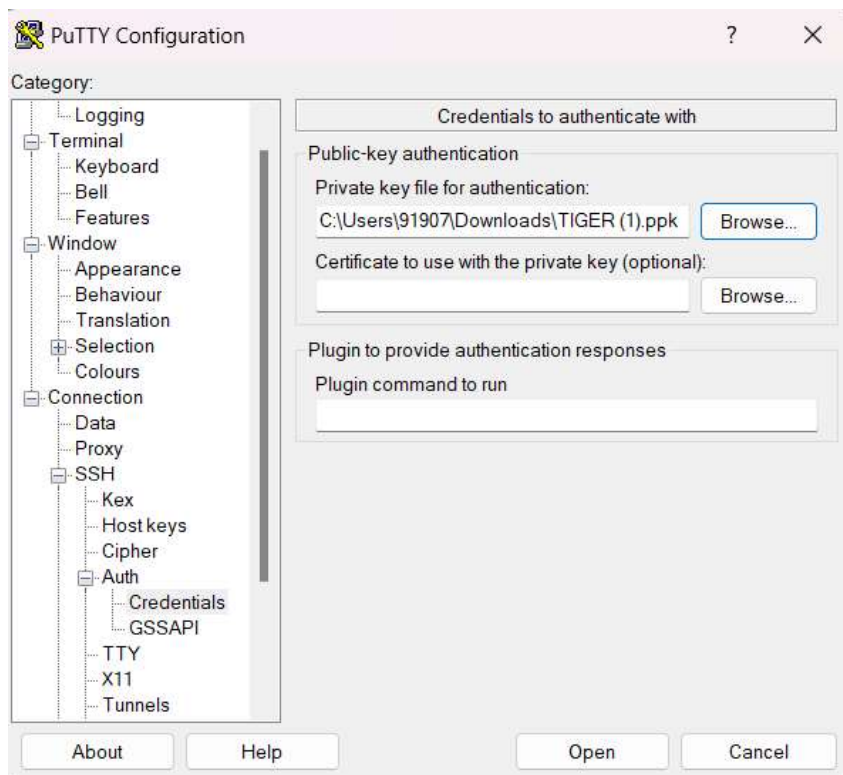 PuTTY Configuration
?
Category:
Logging
Terminal
Keyboard
Bell
Features
Window
Appearance
Behaviour
Translation
Selection
Colours
Connection
Data
Proxy
SSH
Kex
Host keys
Cipher
Auth
Credentials
GSSAPI
TTY
X11
Tunnels
Credentials to authenticate with
Public-key authentication
Private key file for authentication:
C:\Users\91907\Downloads\TIGER (1).ppk
Browse...
Certificate to use with the private key (optional):
Browse...
Plugin to provide authentication responses
Plugin command to run
About
Help
Open
Cancel